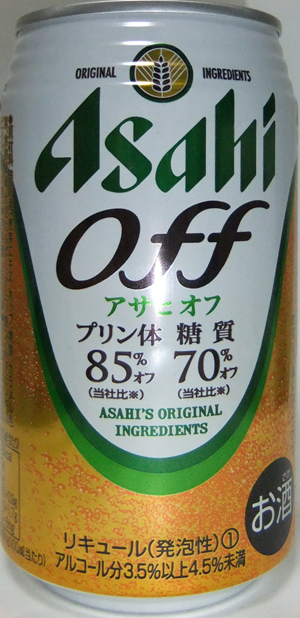 ORIGINAL INGREDIENTS
Asahi
Off
アサヒ オフ
プリン体 糖質
85%オフ 70%オフ
(当社比※) (当社比※)
ASAHI'S ORIGINAL
INGREDIENTS
お酒
リキュール(発泡性)①
アルコール分3.5%以上4.5%未満